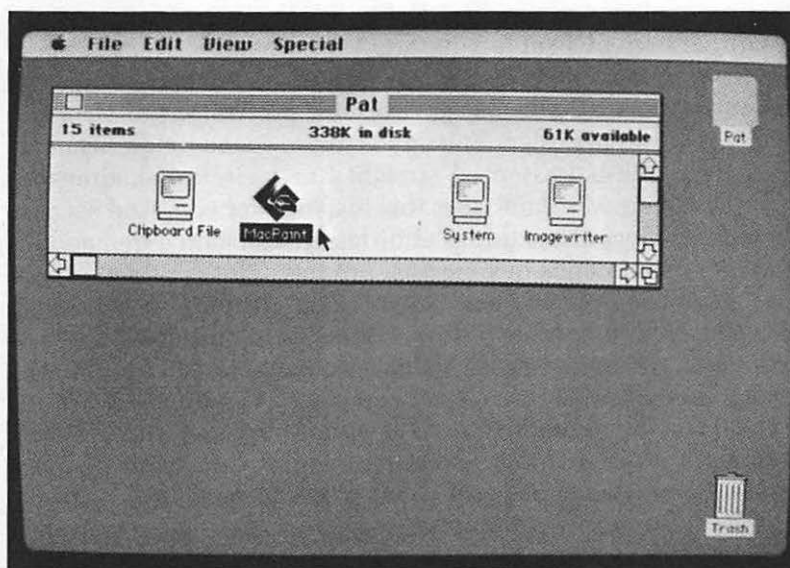 File Edit View Special
Pat
15 items 338K in disk 61K available
Pat
Clipboard File MacPaint System Imagewriter
Trash